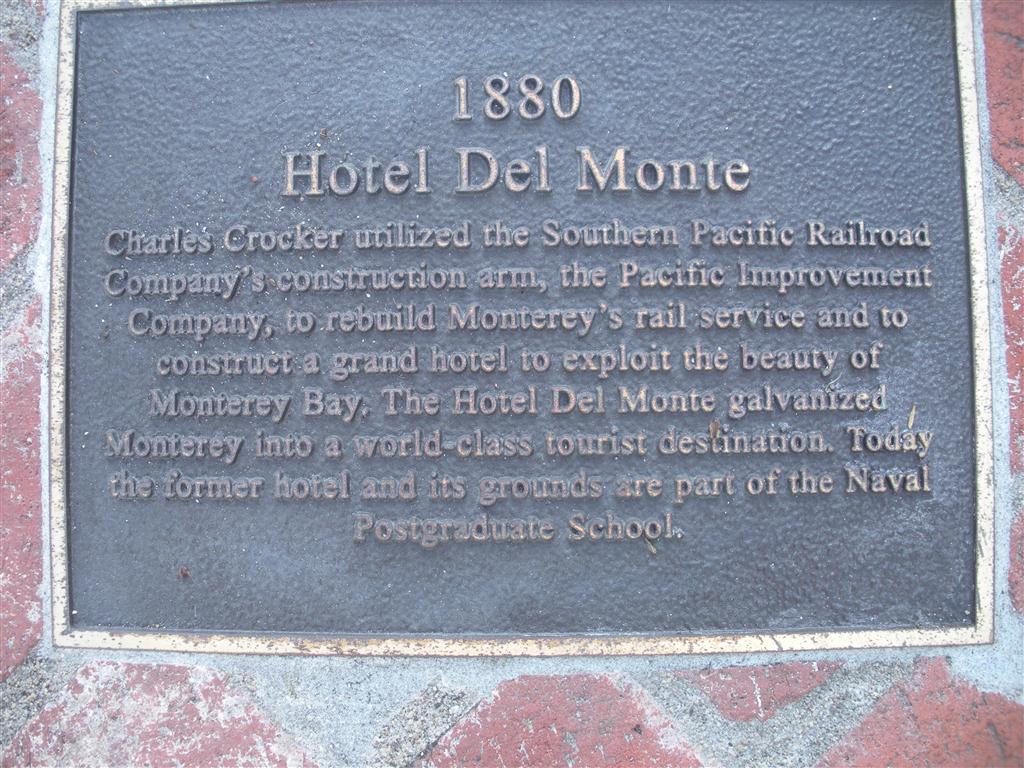 1880
Hotel Del Monte
Charles Crocker utilized the Southern Pacific Railroad
Company's construction arm, the Pacific Improvement
Company, to rebuild Monterey's rail service and to
construct a grand hotel to exploit the beauty of
Monterey Bay. The Hotel Del Monte galvanized
Monterey into a world-class tourist destination. Today
the former hotel and its grounds are part of the Naval
Postgraduate School.